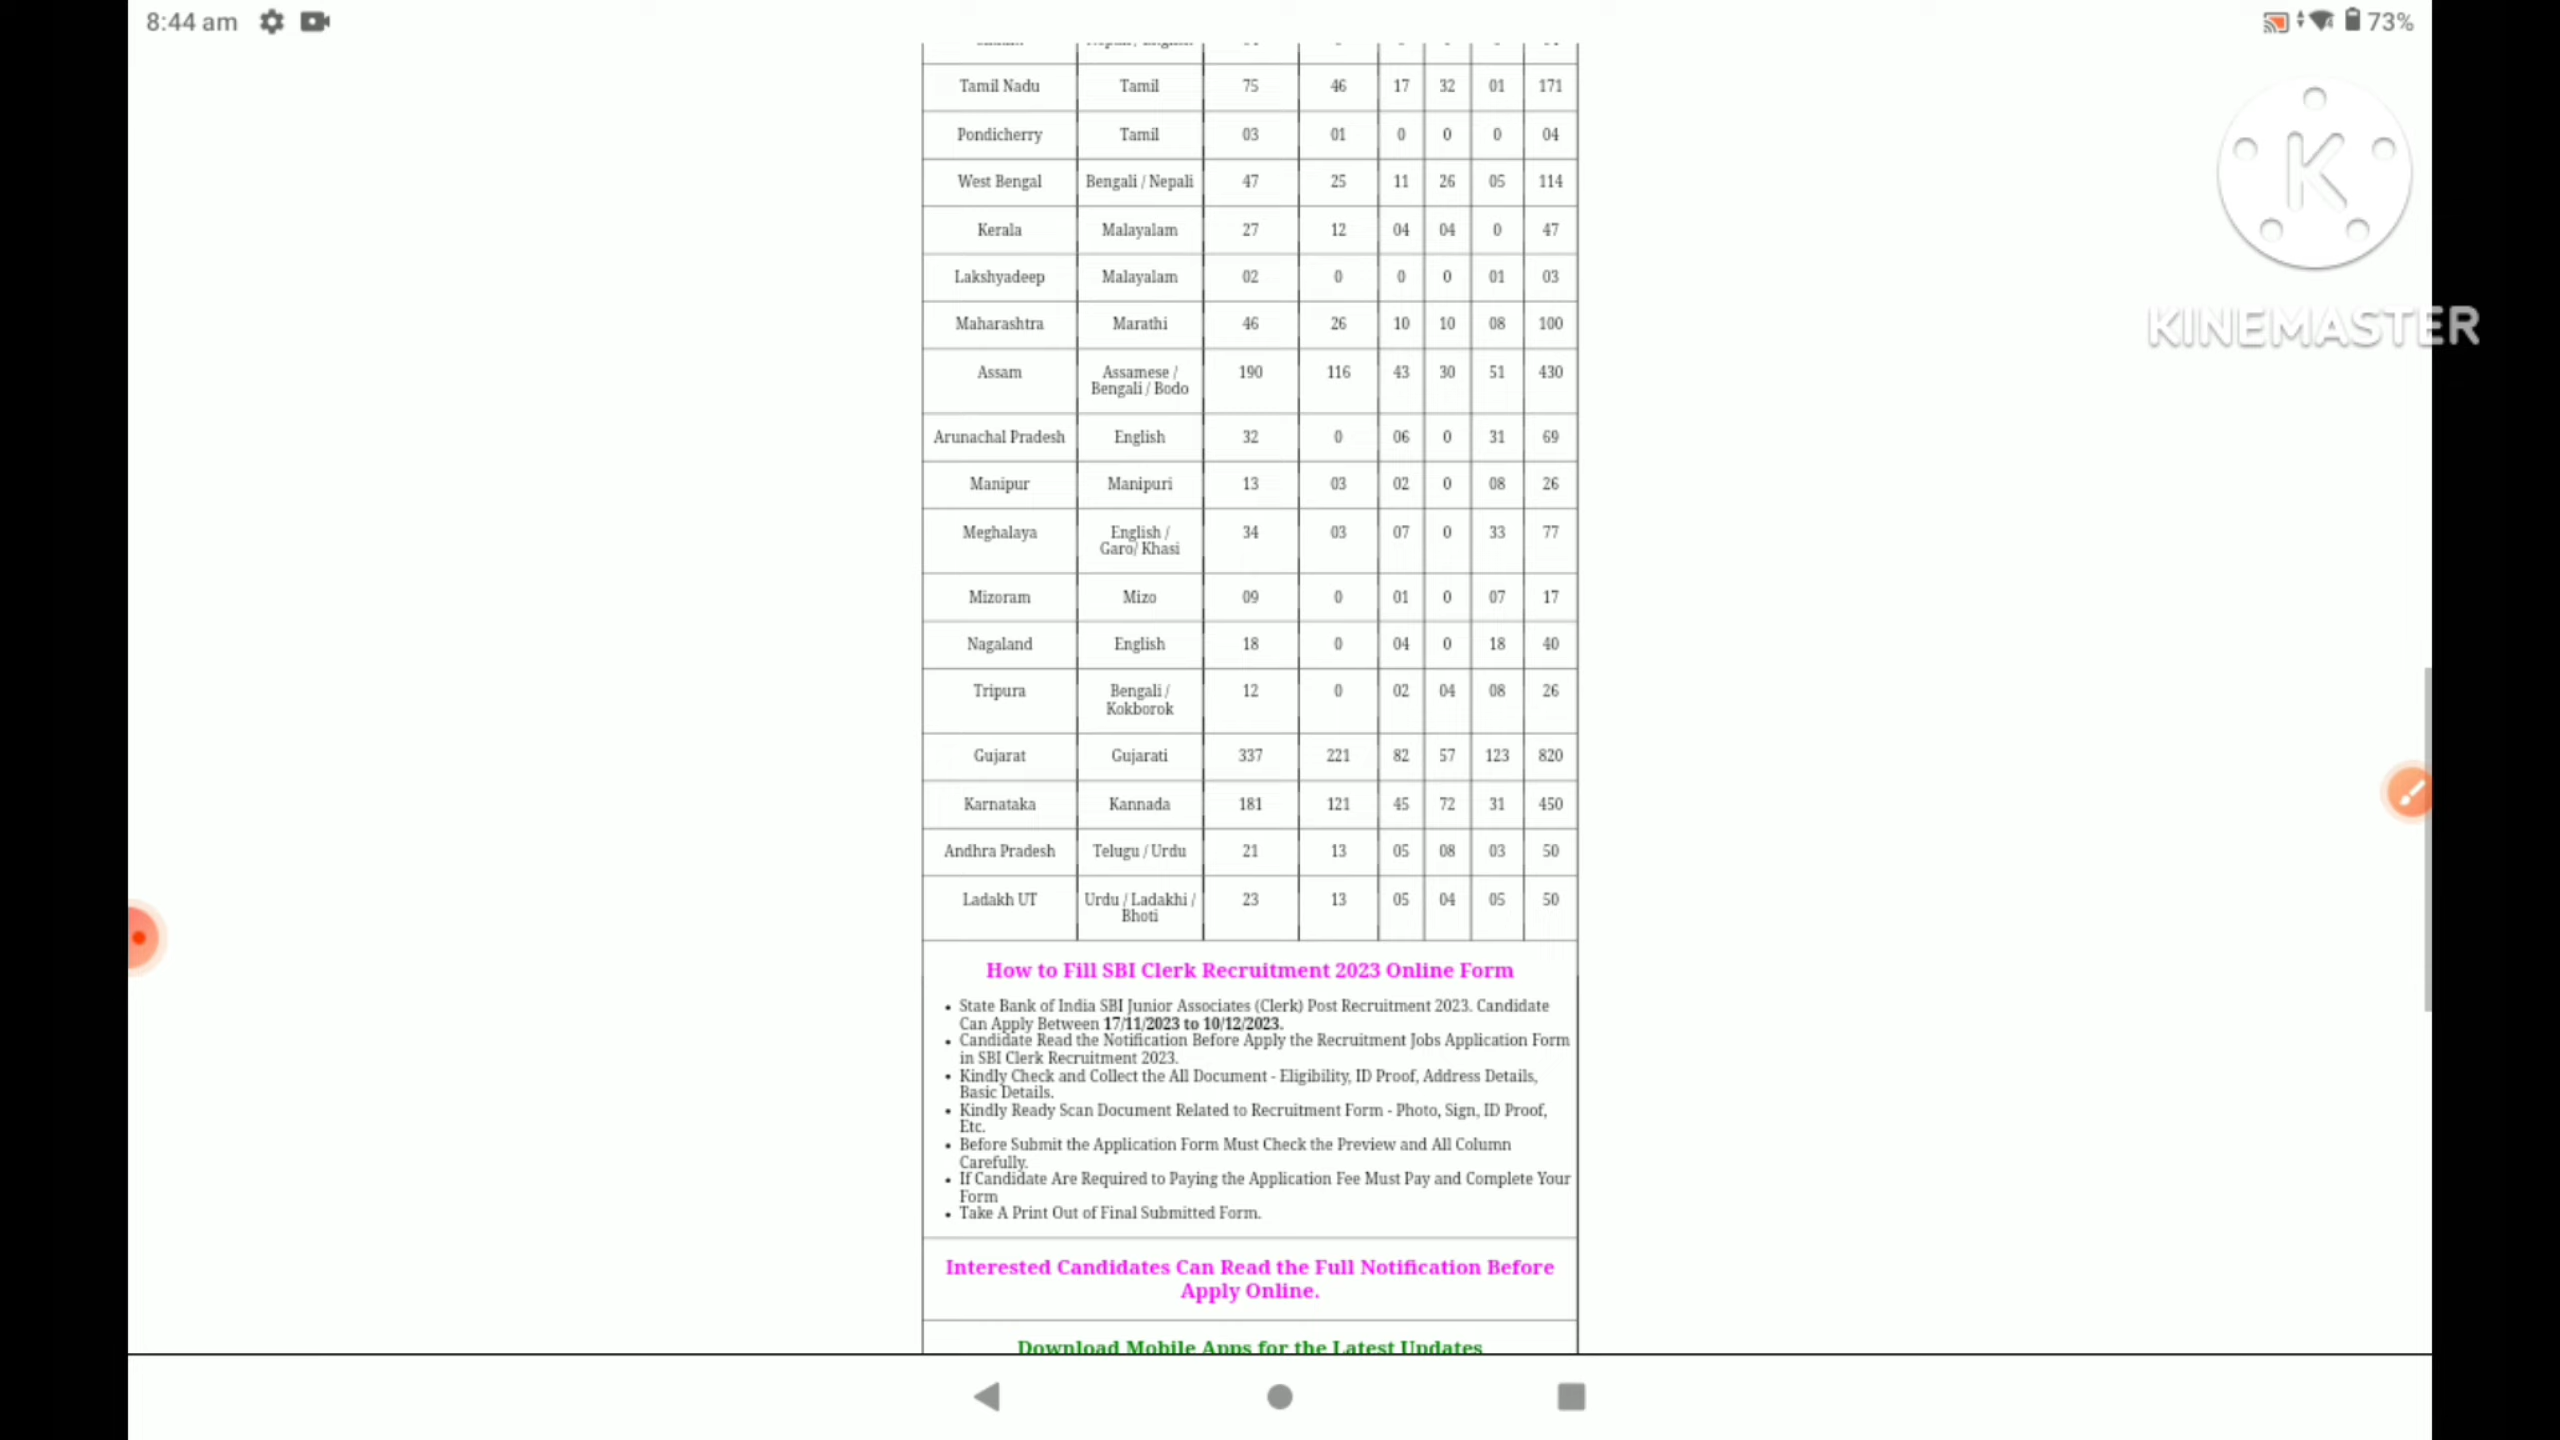 8:44 am
73%
Tamil Nadu Tamil 75 46 17 32 01 171
Pondicherry Tamil 03 01 0 0 0 04
West Bengal Bengali / Nepali 47 25 11 26 05 114
Kerala Malayalam 27 12 04 04 0 47
Lakshyadeep Malayalam 02 0 0 0 01 03
Maharashtra Marathi 46 26 10 10 08 100
Assam Assamese / 190 116 43 30 51 430
Bengali / Bodo
Arunachal Pradesh English 32 0 06 0 31 69
Manipur Manipuri 13 03 02 0 08 26
Meghalaya English / 34 03 07 0 33 77
Garo/ Khasi
Mizoram Mizo 09 0 01 0 07 17
Nagaland English 18 0 04 0 18 40
Tripura Bengali / 12 0 02 04 08 26
Kokborok
Gujarat Gujarati 337 221 82 57 123 820
Karnataka Kannada 181 121 45 72 31 450
Andhra Pradesh Telugu / Urdu 21 13 05 08 03 50
Ladakh UT Urdu / Ladakhi / 23 13 05 04 05 50
Bhoti
How to Fill SBI Clerk Recruitment 2023 Online Form
• State Bank of India SBI Junior Associates (Clerk) Post Recruitment 2023. Candidate
Can Apply Between 17/11/2023 to 10/12/2023.
• Candidate Read the Notification Before Apply the Recruitment Jobs Application Form
in SBI Clerk Recruitment 2023.
• Kindly Check and Collect the All Document - Eligibility, ID Proof, Address Details,
Basic Details.
• Kindly Ready Scan Document Related to Recruitment Form - Photo, Sign, ID Proof,
Etc.
• Before Submit the Application Form Must Check the Preview and All Column
Carefully.
• If Candidate Are Required to Paying the Application Fee Must Pay and Complete Your
Form
• Take A Print Out of Final Submitted Form.
Interested Candidates Can Read the Full Notification Before
Apply Online.
Download Mobile Apps for the Latest Updates
K
KINEMASTER